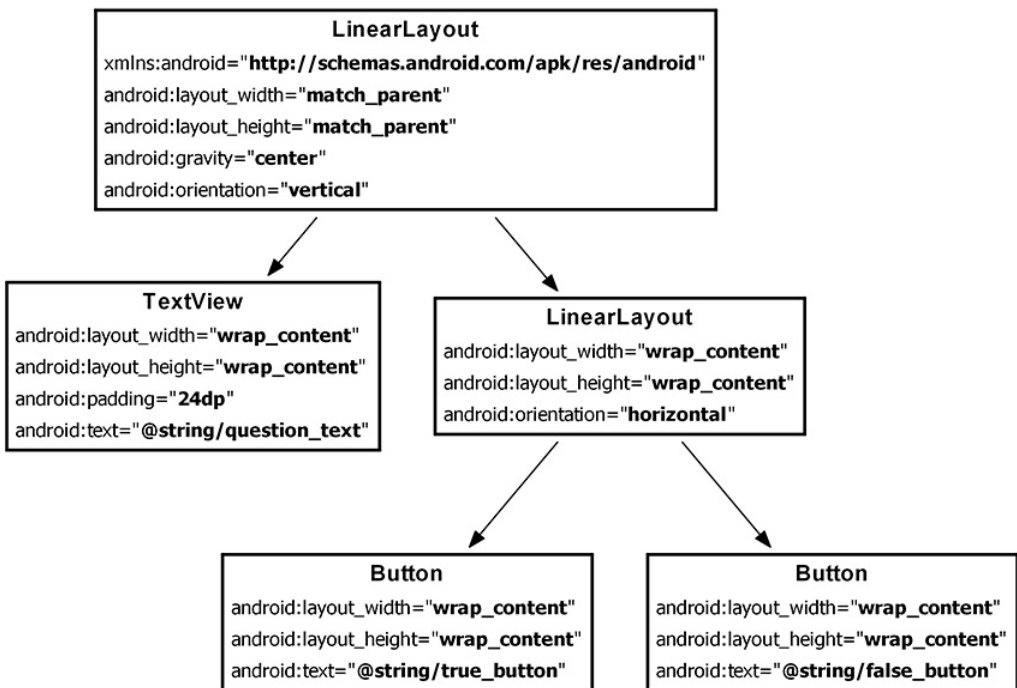 LinearLayout
xmlns:android="http://schemas.android.com/apk/res/android"
android:layout_width="match_parent"
android:layout_height="match_parent"
android:gravity="center"
android:orientation="vertical"
TextView
android:layout_width="wrap_content"
android:layout_height="wrap_content"
android:padding="24dp"
android:text="@string/question_text"
LinearLayout
android:layout_width="wrap_content"
android:layout_height="wrap_content"
android:orientation="horizontal"
Button
android:layout_width="wrap_content"
android:layout_height="wrap_content"
android:text="@string/true_button"
Button
android:layout_width="wrap_content"
android:layout_height="wrap_content"
android:text="@string/false_button"